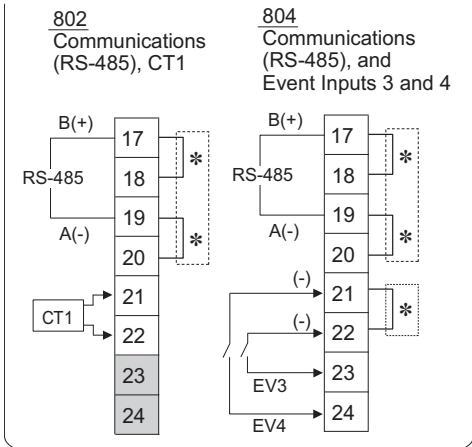 802
Communications
(RS-485), CT1
B(+)
17
RS-485
18
19
A(-)
20
*
*
21
CT1
22
23
24
804
Communications
(RS-485), and
Event Inputs 3 and 4
B(+)
17
RS-485
18
19
A(-)
20
*
*
(-)
21
(-)
22
*
23
EV3
24
EV4